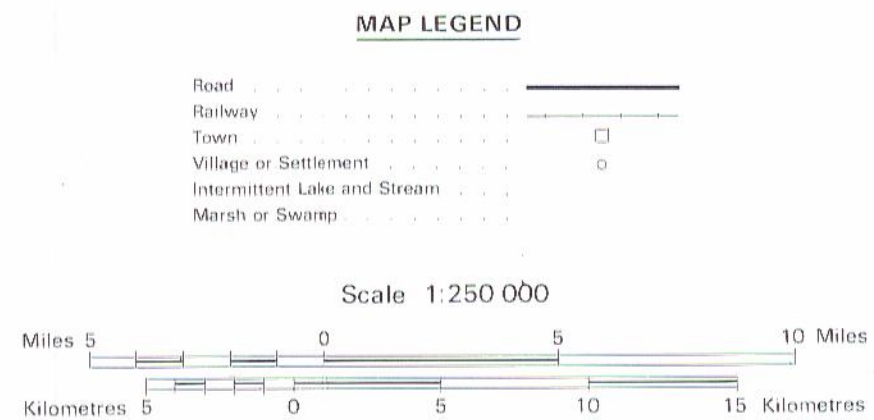 MAP LEGEND
Road
Railway
Town
Village or Settlement
Intermittent Lake and Stream
Marsh or Swamp
Scale 1:250 000
Miles 5 0 5 10 Miles
Kilometres 5 0 5 10 15 Kilometres